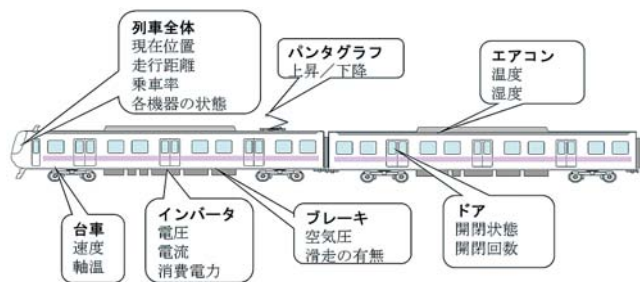 列車全体
現在位置
走行距離
乗車率
各機器の状態
パンタグラフ
上昇／下降
エアコン
温度
湿度
台車
速度
軸温
インバータ
電圧
電流
消費電力
ブレーキ
空気圧
滑走の有無
ドア
開閉状態
開閉回数